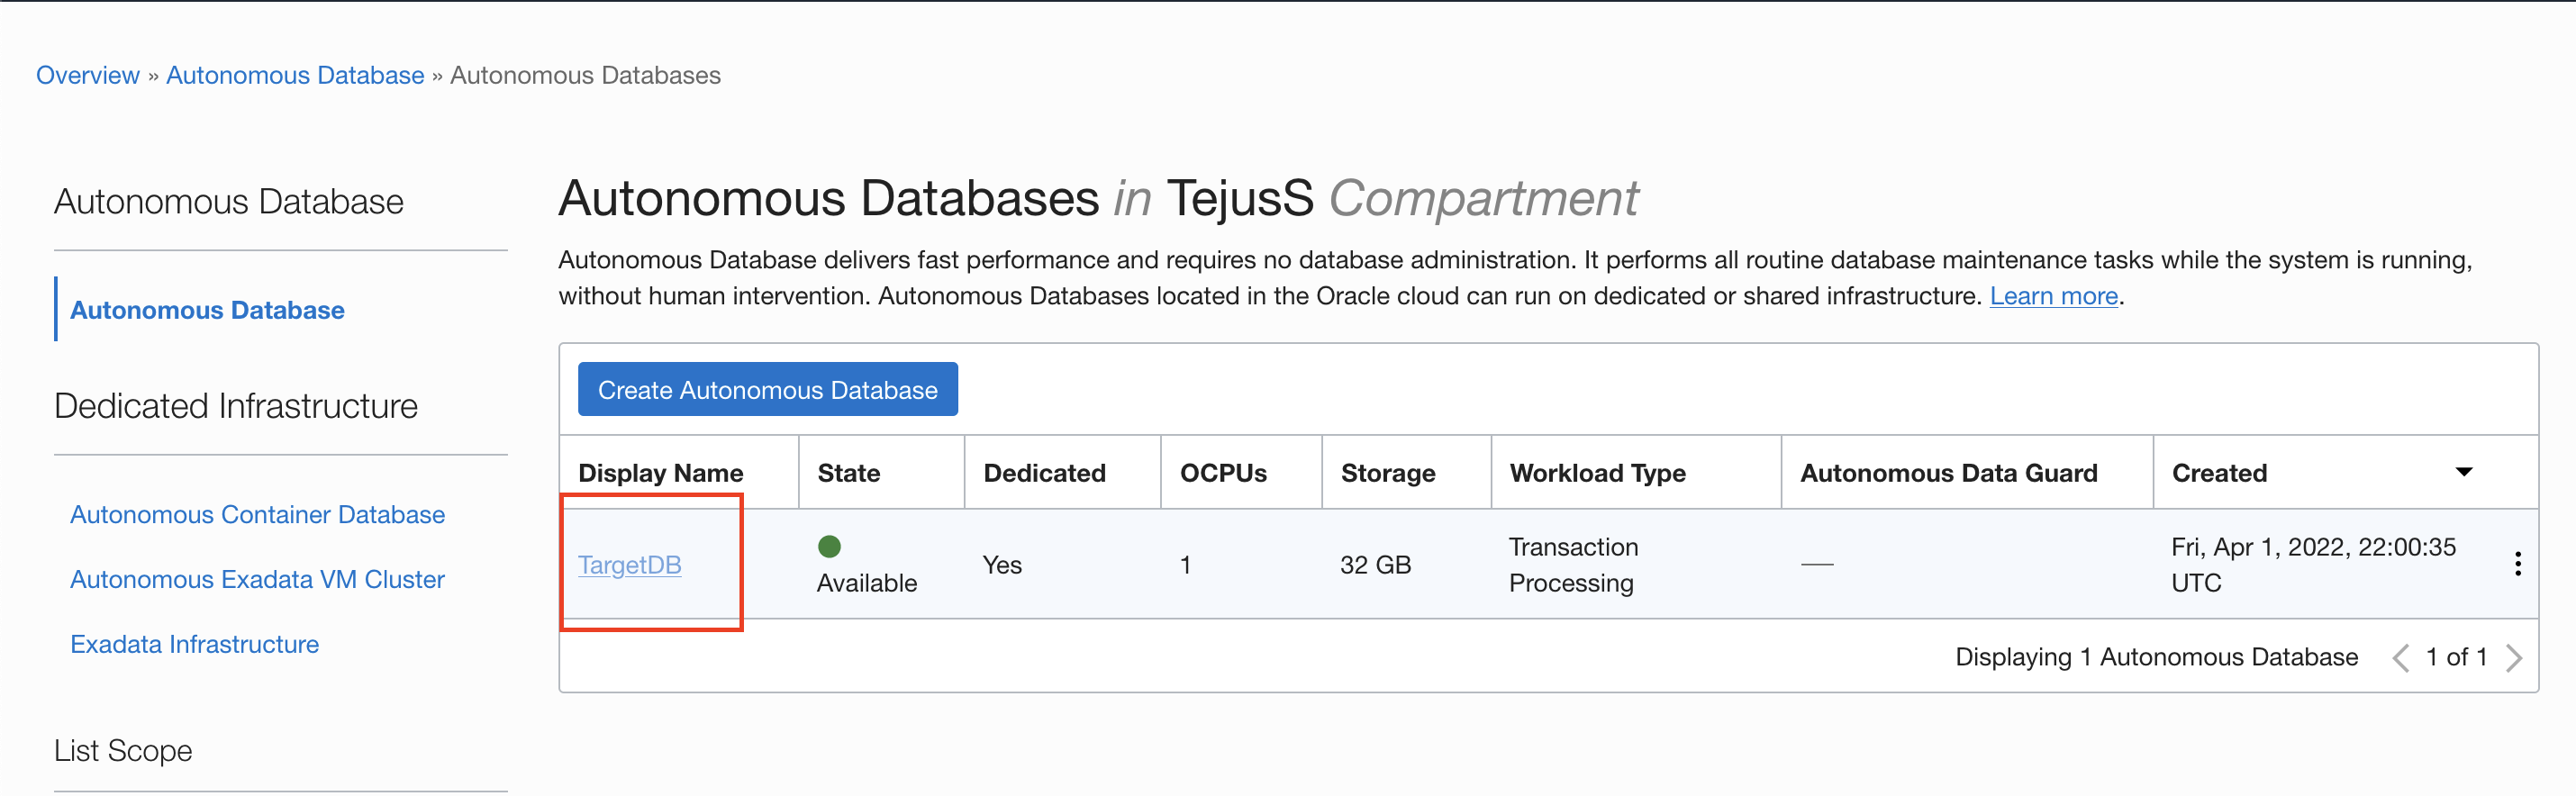 Overview » Autonomous Database » Autonomous Databases
Autonomous Database
Autonomous Database
Dedicated Infrastructure
Autonomous Container Database
Autonomous Exadata VM Cluster
Exadata Infrastructure
List Scope
Autonomous Databases in TejusS Compartment
Autonomous Database delivers fast performance and requires no database administration. It performs all routine database maintenance tasks while the system is running,
without human intervention. Autonomous Databases located in the Oracle cloud can run on dedicated or shared infrastructure. Learn more.
Create Autonomous Database
Display Name State Dedicated OCPUs Storage Workload Type Autonomous Data Guard Created
TargetDB Available Yes 1 32 GB Transaction Processing — Fri, Apr 1, 2022, 22:00:35 UTC
Displaying 1 Autonomous Database 1 of 1